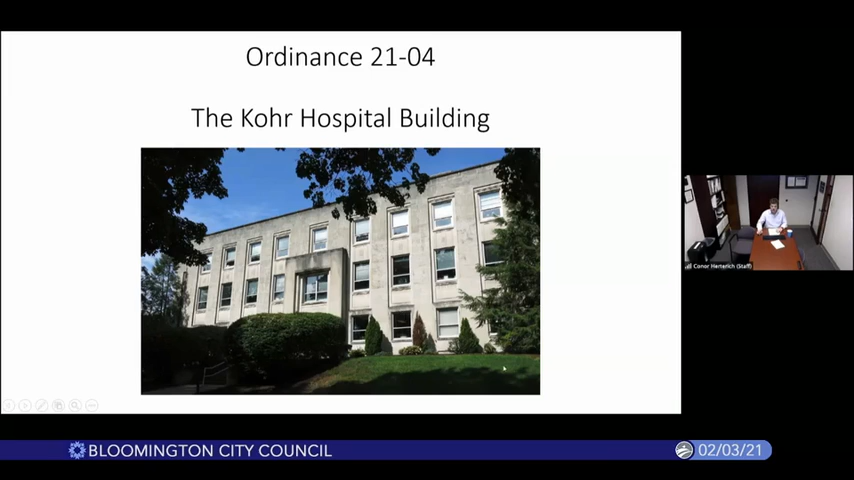 Ordinance 21-04
The Kohr Hospital Building
Conor Herterich (Staff)
BLOOMINGTON CITY COUNCIL
02/03/21